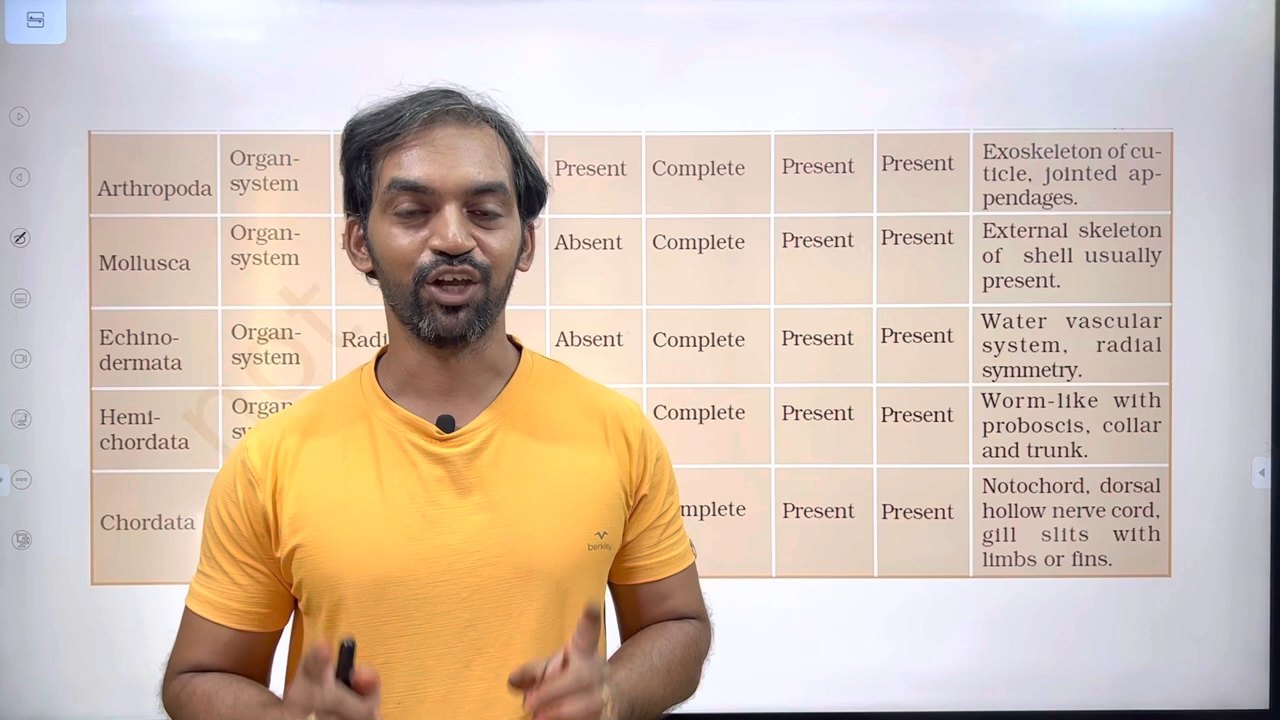 Arthropoda
Organ-
system
Present
Complete
Present
Present
Exoskeleton of cu-
ticle, jointed ap-
pendages.
Mollusca
Organ-
system
Absent
Complete
Present
Present
External skeleton
of shell usually
present.
Echino-
dermata
Organ-
system
Absent
Complete
Present
Present
Water vascular
system, radial
symmetry.
Hemi-
chordata
Complete
Present
Present
Worm-like with
proboscis, collar
and trunk.
Chordata
Present
Present
Notochord, dorsal
hollow nerve cord,
gill slits with
limbs or fins.
berkley
not